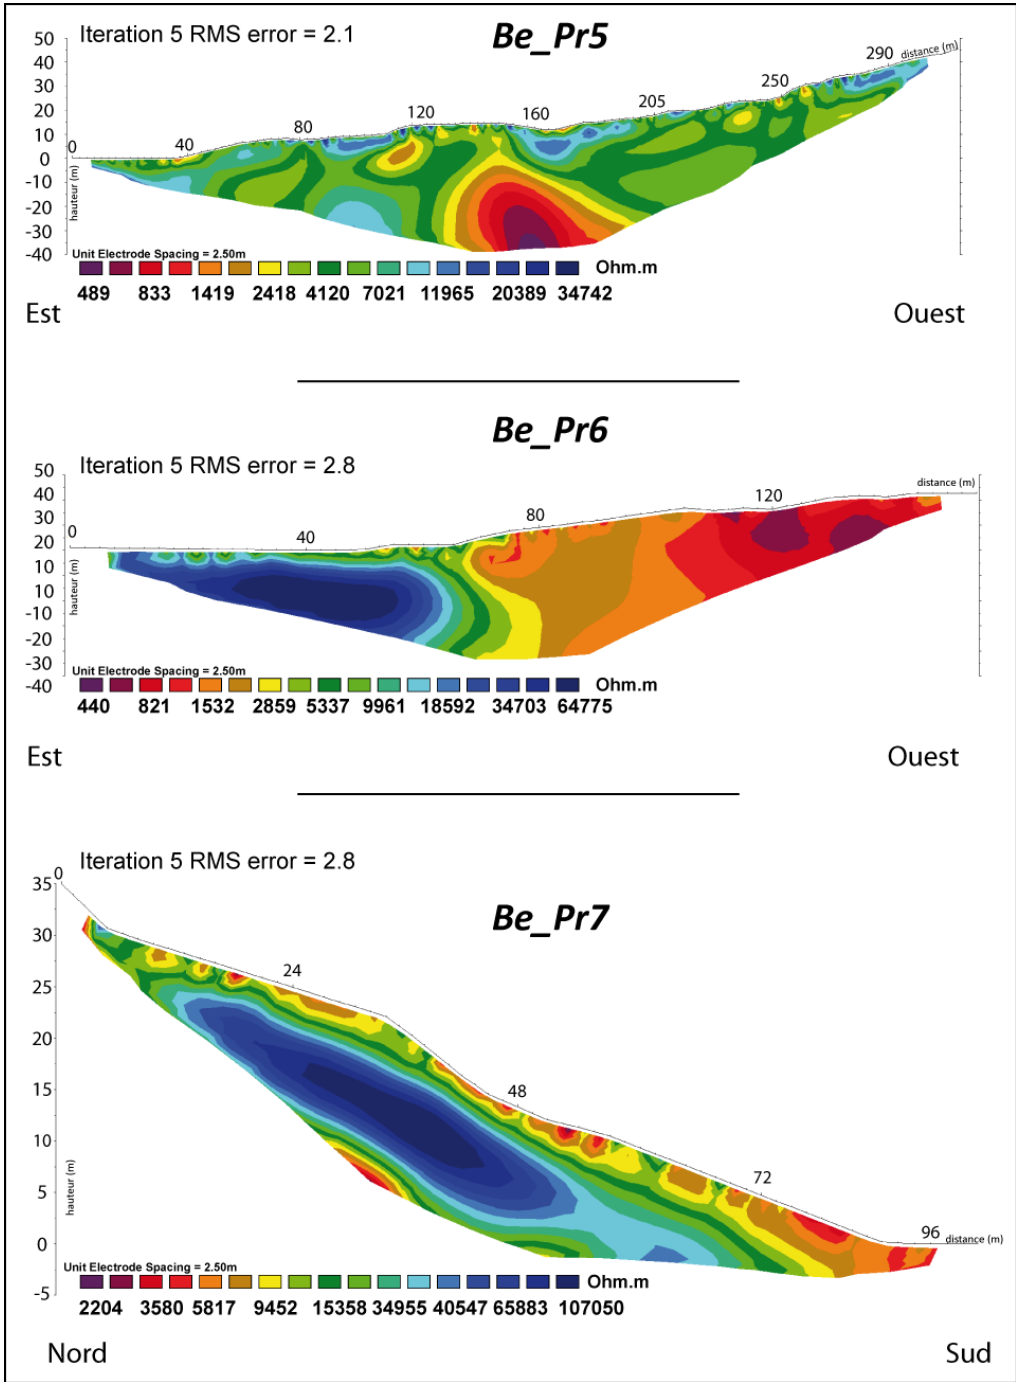 Iteration 5 RMS error = 2.1
Be_Pr5
50
40
30
20
10
0
-10
-20
-30
-40
hauteur (m)
0 40 80 120 160 205 250 290 distance (m)
Unit Electrode Spacing = 2.50m
Ohm.m
489 833 1419 2418 4120 7021 11965 20389 34742
Est Ouest
Be_Pr6
Iteration 5 RMS error = 2.8
50
40
30
20
10
10
-10
-20
-30
-40
hauteur (m)
0 40 80 120 distance (m)
Unit Electrode Spacing = 2.50m
Ohm.m
440 821 1532 2859 5337 9961 18592 34703 64775
Est Ouest
Iteration 5 RMS error = 2.8
Be_Pr7
35
30
25
20
15
10
5
0
-5
hauteur (m)
0 24 48 72 96 distance (m)
Unit Electrode Spacing = 2.50m
Ohm.m
2204 3580 5817 9452 15358 34955 40547 65883 107050
Nord Sud